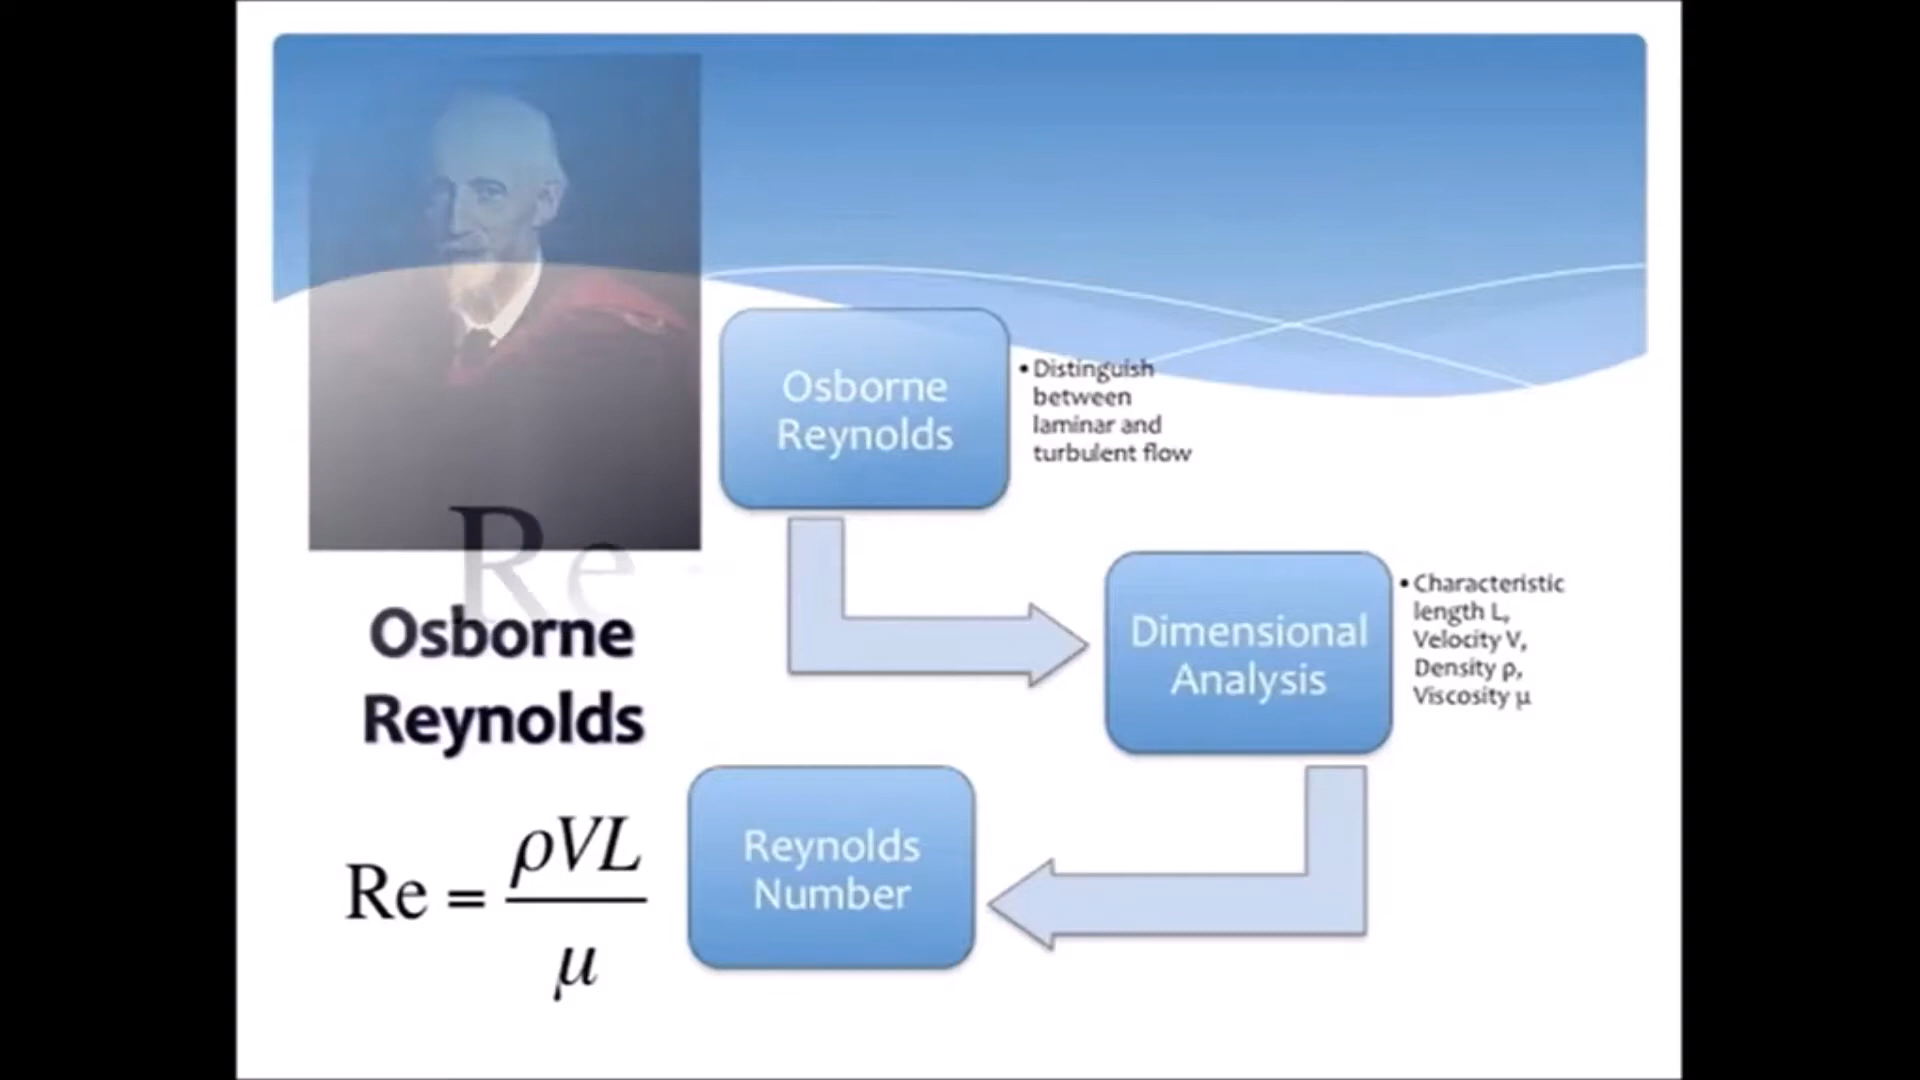 Osborne
Reynolds
• Distinguish
between
laminar and
turbulent flow
Dimensional
Analysis
• Characteristic
length L,
Velocity V,
Density ρ,
Viscosity μ
Reynolds
Number
Re
Osborne
Reynolds
Re = ρVL
μ